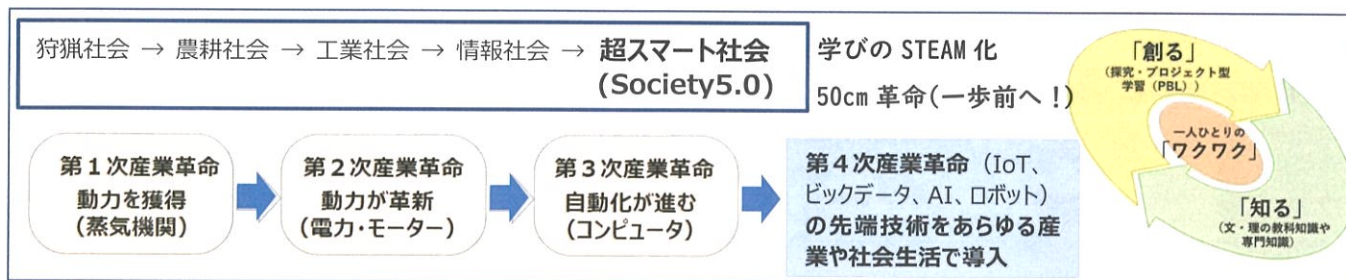 狩猟社会 → 農耕社会 → 工業社会 → 情報社会 → 超スマート社会
(Society5.0)
学びの STEAM 化
50cm 革命(一歩前へ！)
「創る」
(探究・プロジェクト型
学習（PBL）)
一人ひとりの
「ワクワク」
「知る」
(文・理の教科知識や
専門知識)
第1次産業革命
動力を獲得
(蒸気機関)
第2次産業革命
動力が革新
(電力・モーター)
第3次産業革命
自動化が進む
(コンピュータ)
第4次産業革命（IoT、
ビックデータ、AI、ロボット）
の先端技術をあらゆる産
業や社会生活で導入